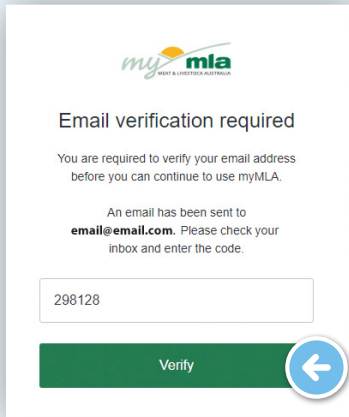 my mla
MEAT & LIVESTOCK AUSTRALIA
Email verification required
You are required to verify your email address
before you can continue to use myMLA.
An email has been sent to
email@email.com. Please check your
inbox and enter the code.
298128
Verify